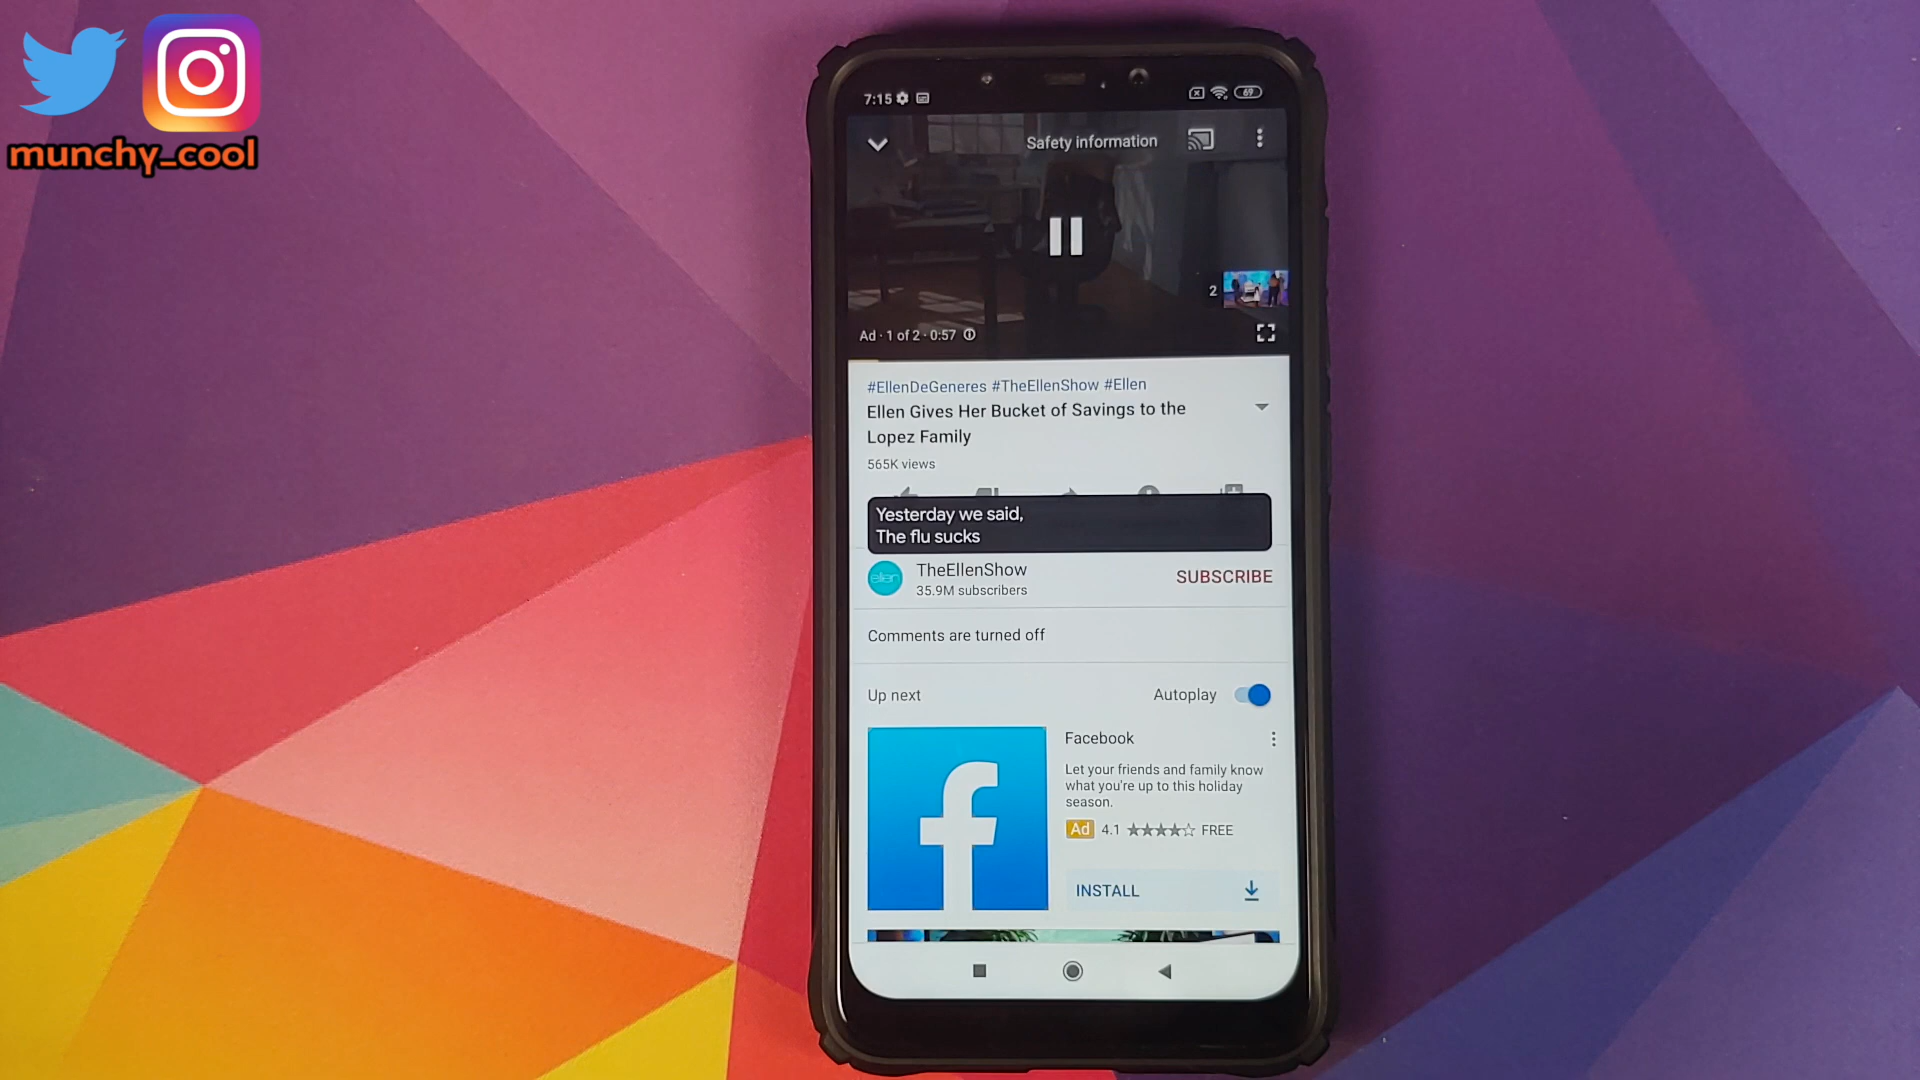 munchy_cool
7:15
69
Safety information
2
Ad · 1 of 2 · 0:57
#EllenDeGeneres #TheEllenShow #Ellen
Ellen Gives Her Bucket of Savings to the
Lopez Family
565K views
Yesterday we said,
The flu sucks
ellen
TheEllenShow
35.9M subscribers
SUBSCRIBE
Comments are turned off
Up next
Autoplay
Facebook
Let your friends and family know
what you're up to this holiday
season.
Ad 4.1 ★★★★☆ FREE
INSTALL